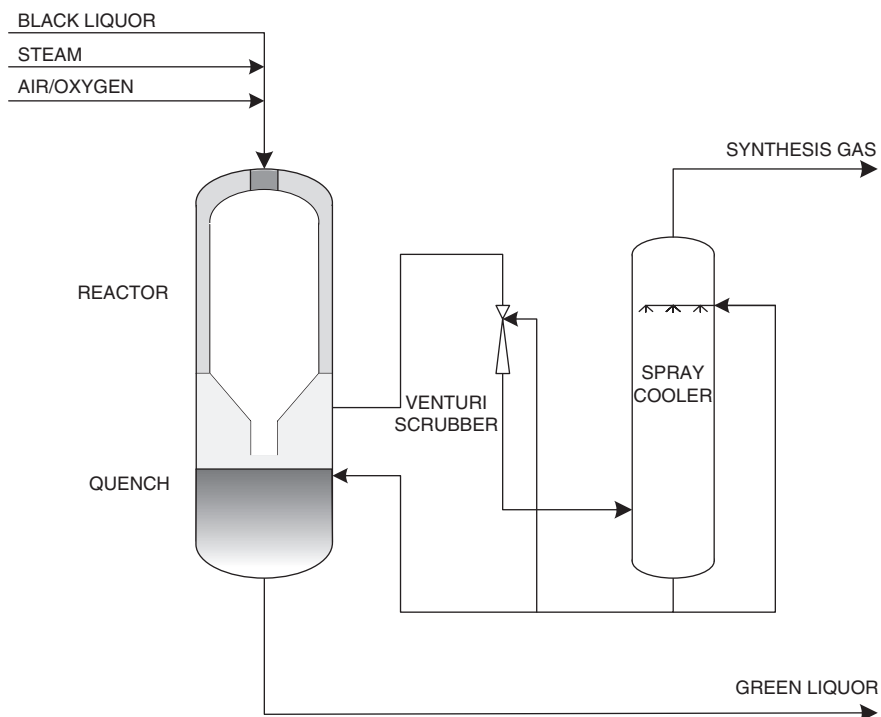 BLACK LIQUOR
STEAM
AIR/OXYGEN
SYNTHESIS GAS
REACTOR
SPRAY
COOLER
VENTURI
SCRUBBER
QUENCH
GREEN LIQUOR